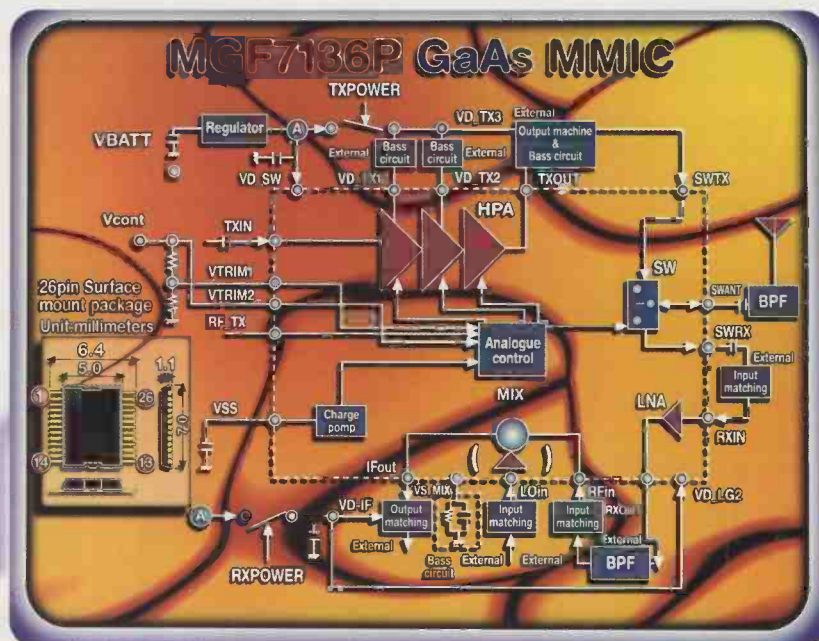 MGF7136P GaAs MMIC
TXPOWER
VBATT
Regulator
A
VD_TX3
External
Output machine
&
Bass circuit
External
Bass
circuit
Bass
circuit
External
VD_SW
VD_TX1
VD_TX2
TXOUT
SWTX
Vcont
TXIN
HPA
VTRIM1
VTRIM2
RF_TX
SW
SWANT
BPF
SWRX
External
Input
matching
26pin Surface
mount package
Unit-millimeters
6.4
5.0
1.1
7.0
1
26
14
13
Analogue
control
MIX
LNA
RXIN
VSS
Charge
pomp
( )
IFout
VS_MIX
LOin
RFin
VD_LG2
A
VD-IF
Output
matching
Input
matching
Input
matching
RXOUT
External
External
Bass
circuit
External
External
BPF
RXPOWER